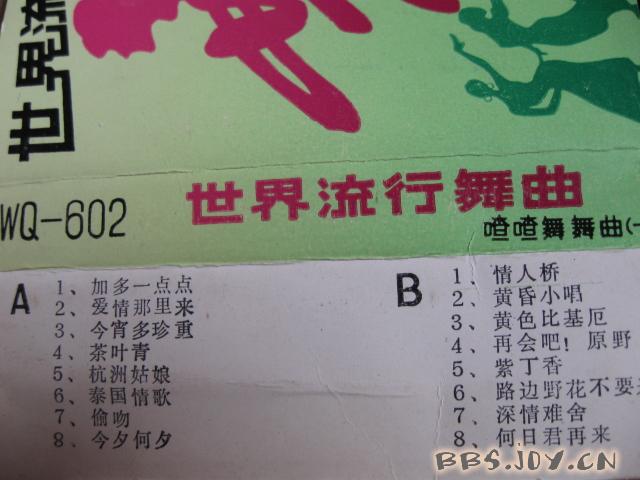 世界流
WQ-602
世界流行舞曲
喳喳舞舞曲(一
A
1、加多一点点
2、爱情那里来
3、今宵多珍重
4、茶叶青
5、杭洲姑娘
6、泰国情歌
7、偷吻
8、今夕何夕
B
1、情人桥
2、黄昏小唱
3、黄色比基厄
4、再会吧！原野
5、紫丁香
6、路边野花不要
7、深情难舍
8、何日君再来
BBS.JOY.CN